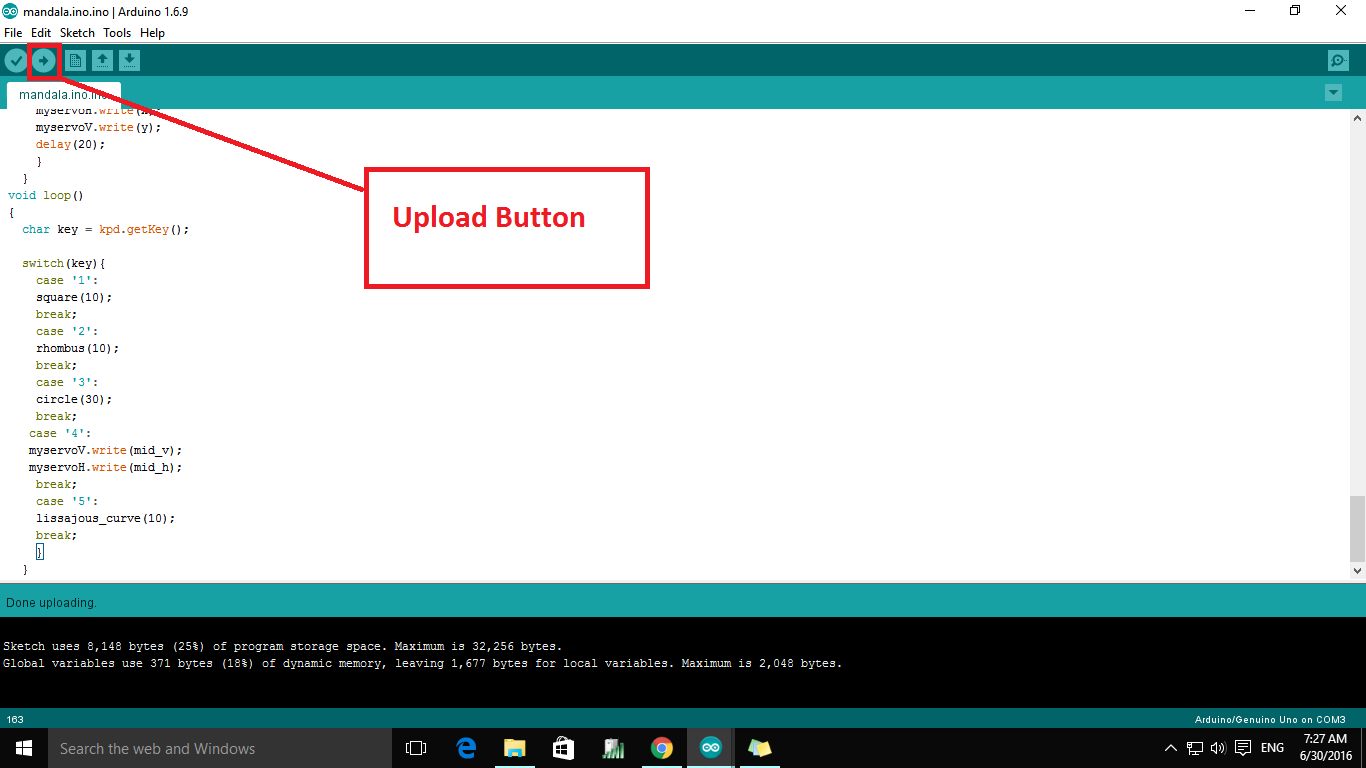 mandala.ino.ino | Arduino 1.6.9
File Edit Sketch Tools Help
mandala.ino.ino
myservoH.write(x);
myservoV.write(y);
delay(20);
}
}
void loop()
{
char key = kpd.getKey();
switch(key){
case '1':
square(10);
break;
case '2':
rhombus(10);
break;
case '3':
circle(30);
break;
case '4':
myservoV.write(mid_v);
myservoH.write(mid_h);
break;
case '5':
lissajous_curve(10);
break;
}
}
Upload Button
Done uploading.
Sketch uses 8,148 bytes (25%) of program storage space. Maximum is 32,256 bytes.
Global variables use 371 bytes (18%) of dynamic memory, leaving 1,677 bytes for local variables. Maximum is 2,048 bytes.
163 Arduino/Genuino Uno on COM3
Search the web and Windows
ENG
7:27 AM
6/30/2016